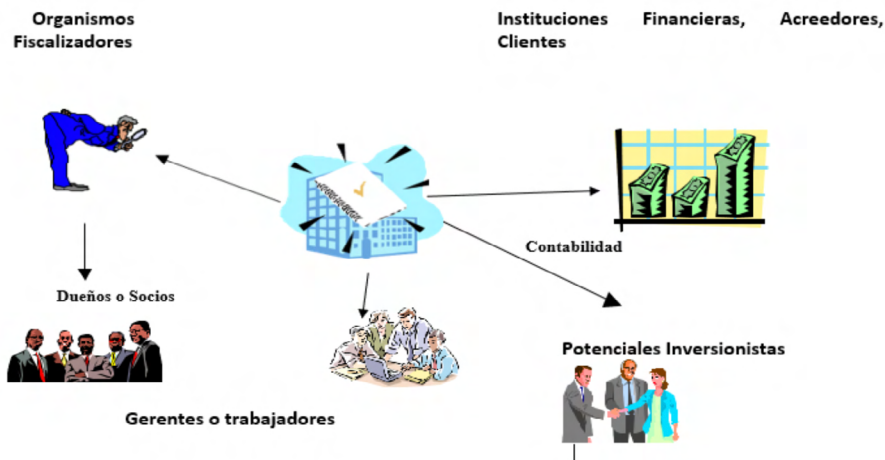 Organismos
Fiscalizadores
Instituciones Financieras, Acreedores,
Clientes
Contabilidad
Dueños o Socios
Potenciales Inversionistas
Gerentes o trabajadores